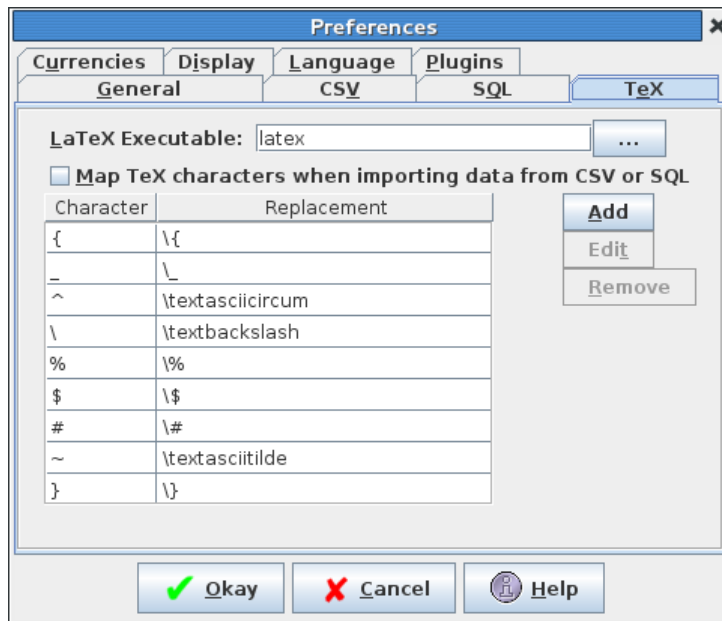 Preferences
Currencies Display Language Plugins
General CSV SQL TeX
LaTeX Executable: latex ...
Map TeX characters when importing data from CSV or SQL
Character Replacement Add
{ \{ Edit
_ \_ Remove
^ \textasciicircum
\ \textbackslash
% \%
$ \$
# \#
~ \textasciitilde
} \}
Okay Cancel Help